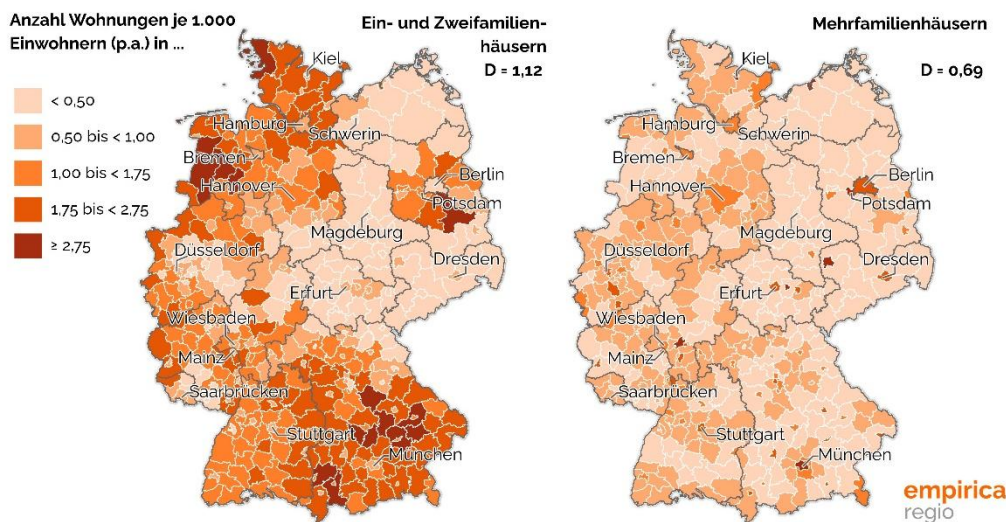 Anzahl Wohnungen je 1.000
Einwohnern (p.a.) in ...
< 0,50
0,50 bis < 1,00
1,00 bis < 1,75
1,75 bis < 2,75
≥ 2,75
Ein- und Zweifamilien-
häusern
D = 1,12
Kiel
Hamburg
Schwerin
Bremen
Berlin
Hannover
Potsdam
Magdeburg
Düsseldorf
Dresden
Erfurt
Wiesbaden
Mainz
Saarbrücken
Stuttgart
München
Mehrfamilienhäusern
D = 0,69
Kiel
Hamburg
Schwerin
Bremen
Berlin
Hannover
Potsdam
Magdeburg
Düsseldorf
Dresden
Erfurt
Wiesbaden
Mainz
Saarbrücken
Stuttgart
München
empirica
regio